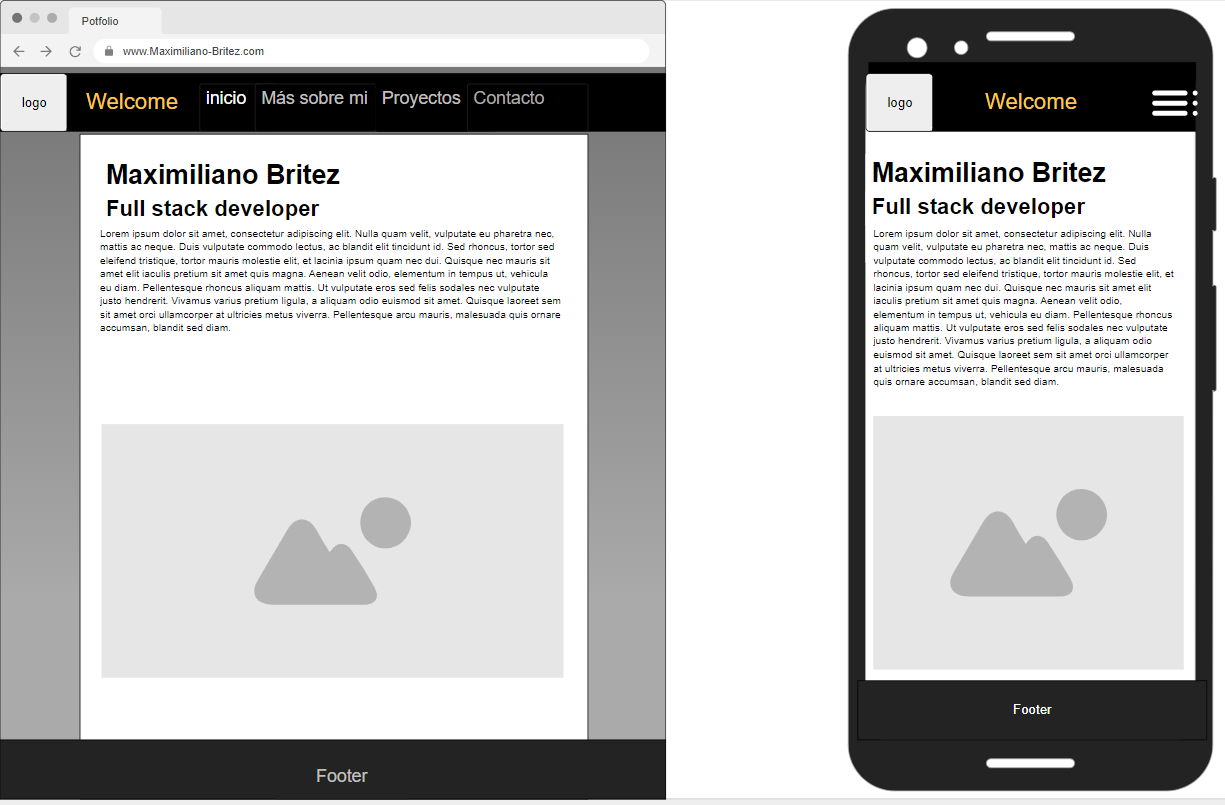 Potfolio
www.Maximiliano-Britez.com
logo
Welcome
inicio
Más sobre mi
Proyectos
Contacto
Maximiliano Britez
Full stack developer
Lorem ipsum dolor sit amet, consectetur adipiscing elit. Nulla quam velit, vulputate eu pharetra nec,
mattis ac neque. Duis vulputate commodo lectus, ac blandit elit tincidunt id. Sed rhoncus, tortor sed
eleifend tristique, tortor mauris molestie elit, et lacinia ipsum quam nec dui. Quisque nec mauris sit
amet elit iaculis pretium sit amet quis magna. Aenean velit odio, elementum in tempus ut, vehicula
eu diam. Pellentesque rhoncus aliquam mattis. Ut vulputate eros sed felis sodales nec vulputate
justo hendrerit. Vivamus varius pretium ligula, a aliquam odio euismod sit amet. Quisque laoreet sem
sit amet orci ullamcorper at ultricies metus viverra. Pellentesque arcu mauris, malesuada quis ornare
accumsan, blandit sed diam.
Footer
logo
Welcome
Maximiliano Britez
Full stack developer
Lorem ipsum dolor sit amet, consectetur adipiscing elit. Nulla
quam velit, vulputate eu pharetra nec, mattis ac neque. Duis
vulputate commodo lectus, ac blandit elit tincidunt id. Sed
rhoncus, tortor sed eleifend tristique, tortor mauris molestie elit, et
lacinia ipsum quam nec dui. Quisque nec mauris sit amet elit
iaculis pretium sit amet quis magna. Aenean velit odio,
elementum in tempus ut, vehicula eu diam. Pellentesque rhoncus
aliquam mattis. Ut vulputate eros sed felis sodales nec vulputate
justo hendrerit. Vivamus varius pretium ligula, a aliquam odio
euismod sit amet. Quisque laoreet sem sit amet orci ullamcorper
at ultricies metus viverra. Pellentesque arcu mauris, malesuada
quis ornare accumsan, blandit sed diam.
Footer